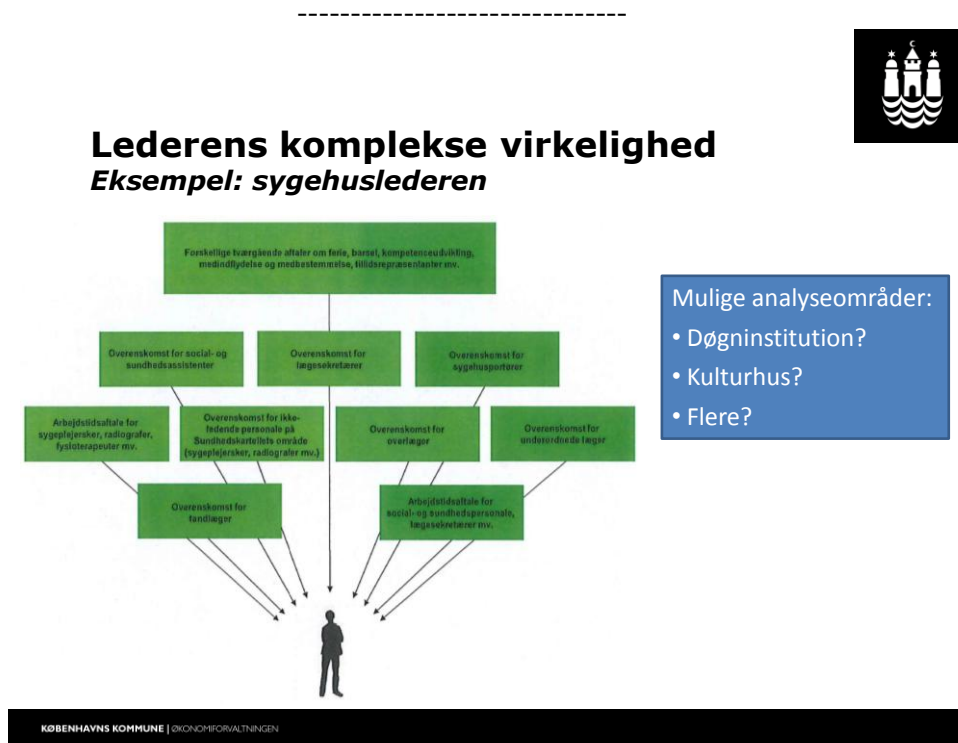 -------------------------------
Lederens komplekse virkelighed
Eksempel: sygehuslederen
Forskellige tværgående aftaler om ferie, barsel, kompetenceudvikling,
medindflydelse og medbestemmelse, tillidsrepræsentanter mv.
Mulige analyseområder:
• Døgninstitution?
• Kulturhus?
• Flere?
Overenskomst for social- og
sundhedsassistenter
Overenskomst for
lægesekretærer
Overenskomst for
sygehusportører
Arbejdstidsaftale for
sygeplejersker, radiografer,
fysioterapeuter mv.
Overenskomst for ikke-
ledende personale på
Sundhedskartellets område
(sygeplejersker, radiografer mv.)
Overenskomst for
overlæger
Overenskomst for
underordnede læger
Overenskomst for
tandlæger
Arbejdstidsaftale for
social-og sundhedspersonale,
lægesekretærer mv.
KØBENHAVNS KOMMUNE | ØKONOMIFORVALTNINGEN